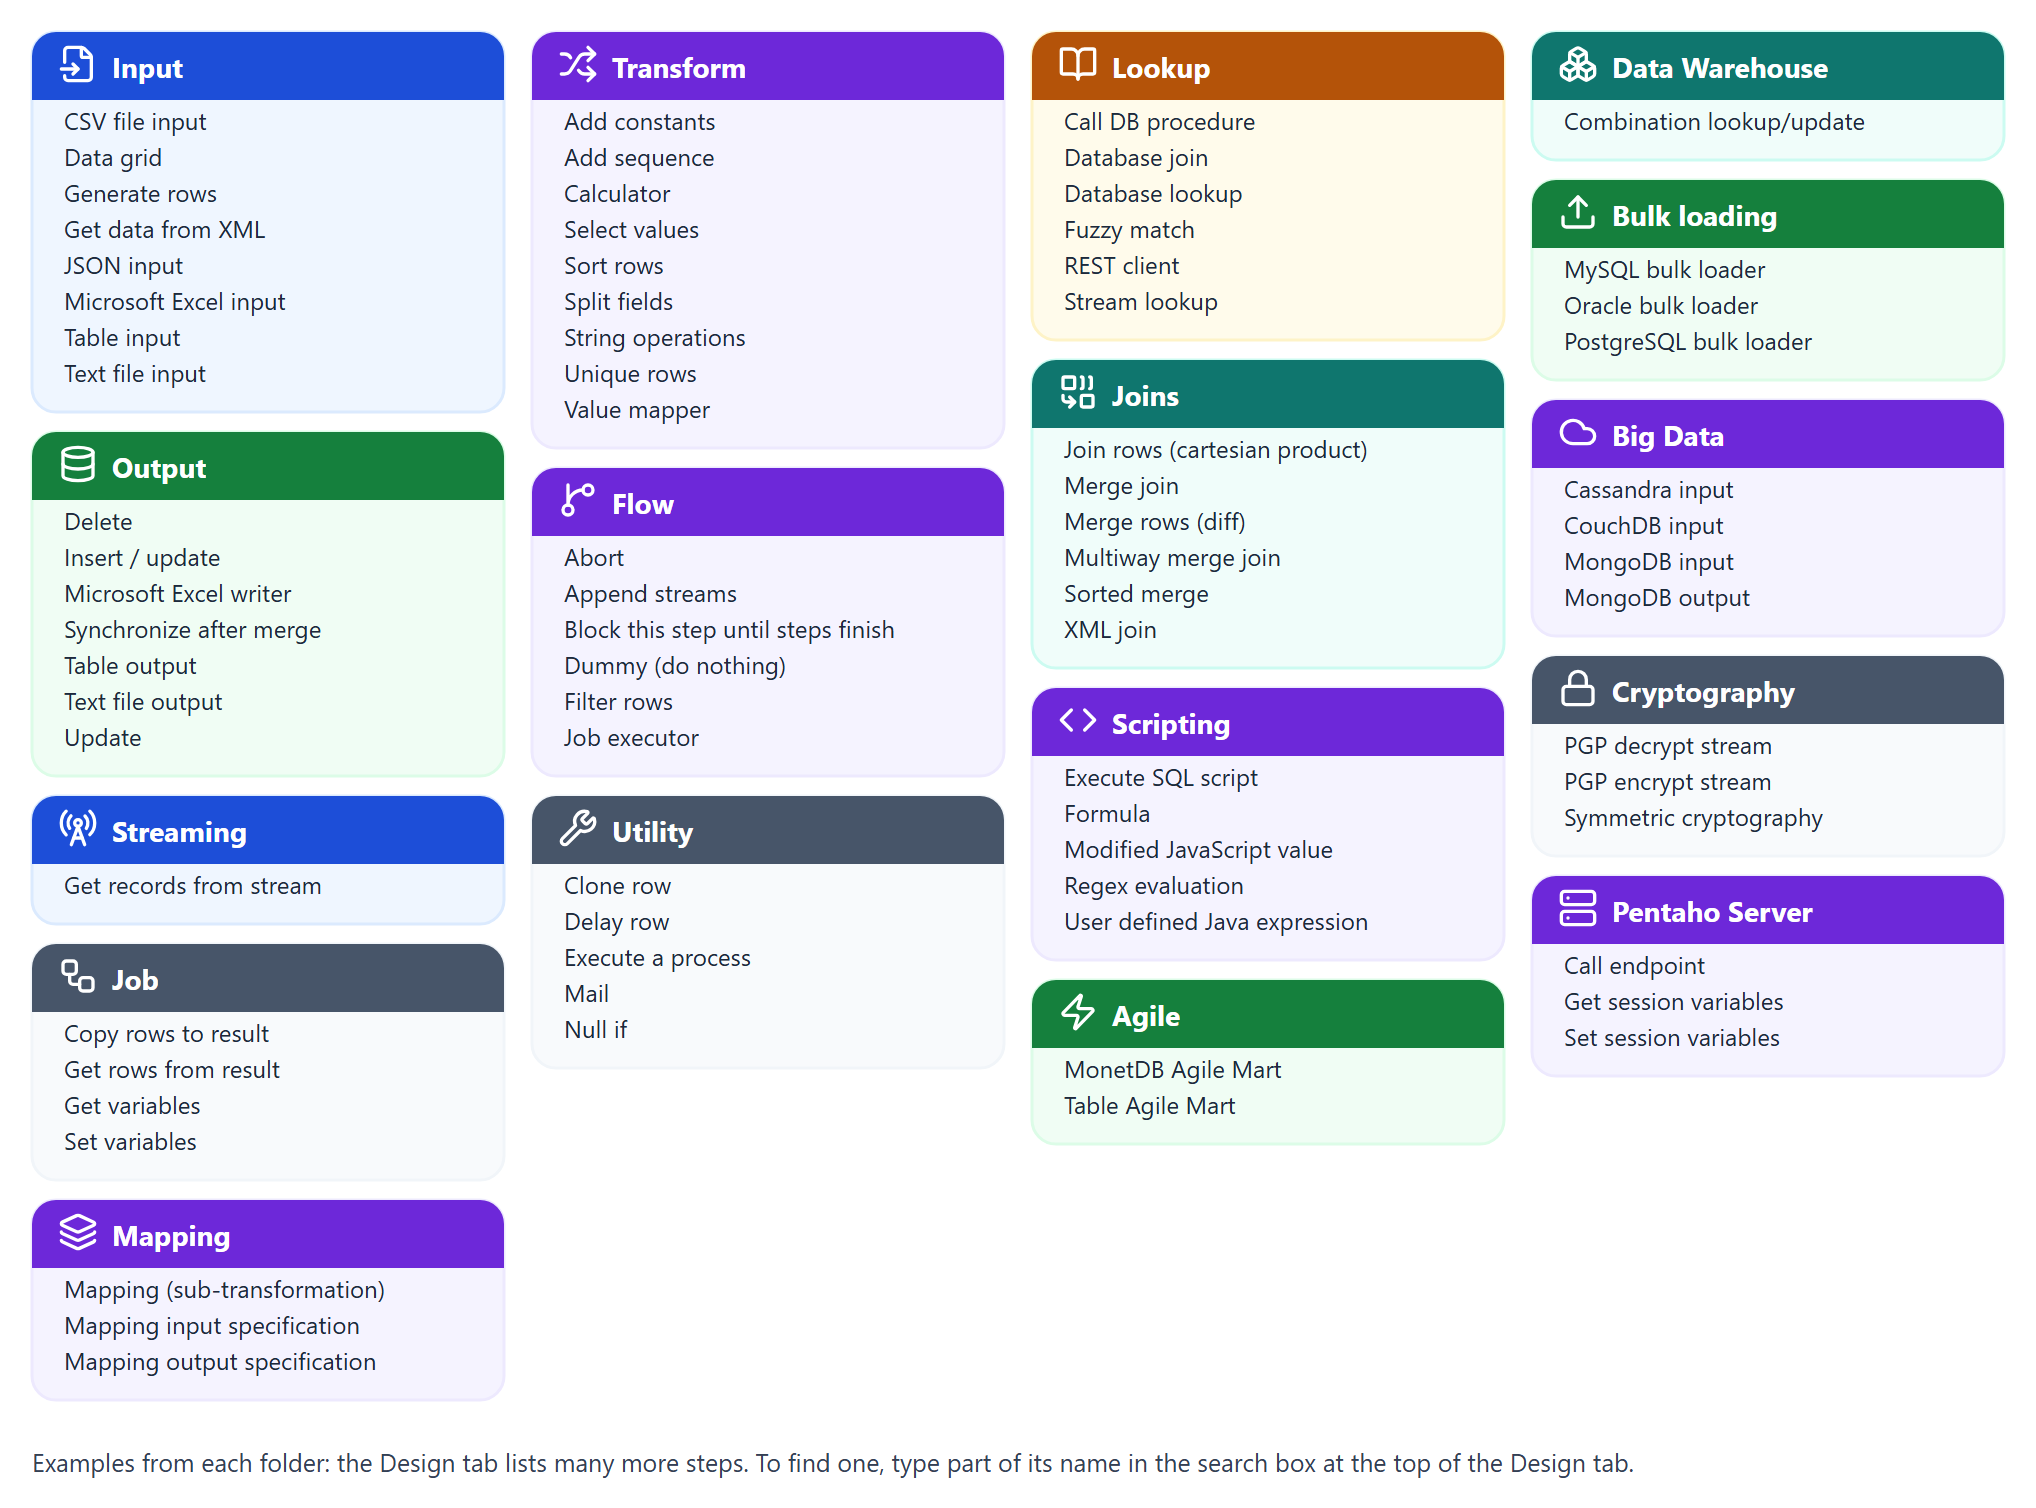 Input
CSV file input
Data grid
Generate rows
Get data from XML
JSON input
Microsoft Excel input
Table input
Text file input
Output
Delete
Insert / update
Microsoft Excel writer
Synchronize after merge
Table output
Text file output
Update
Streaming
Get records from stream
Job
Copy rows to result
Get rows from result
Get variables
Set variables
Mapping
Mapping (sub-transformation)
Mapping input specification
Mapping output specification
Transform
Add constants
Add sequence
Calculator
Select values
Sort rows
Split fields
String operations
Unique rows
Value mapper
Flow
Abort
Append streams
Block this step until steps finish
Dummy (do nothing)
Filter rows
Job executor
Utility
Clone row
Delay row
Execute a process
Mail
Null if
Lookup
Call DB procedure
Database join
Database lookup
Fuzzy match
REST client
Stream lookup
Joins
Join rows (cartesian product)
Merge join
Merge rows (diff)
Multiway merge join
Sorted merge
XML join
Scripting
Execute SQL script
Formula
Modified JavaScript value
Regex evaluation
User defined Java expression
Agile
MonetDB Agile Mart
Table Agile Mart
Data Warehouse
Combination lookup/update
Bulk loading
MySQL bulk loader
Oracle bulk loader
PostgreSQL bulk loader
Big Data
Cassandra input
CouchDB input
MongoDB input
MongoDB output
Cryptography
PGP decrypt stream
PGP encrypt stream
Symmetric cryptography
Pentaho Server
Call endpoint
Get session variables
Set session variables
Examples from each folder: the Design tab lists many more steps. To find one, type part of its name in the search box at the top of the Design tab.